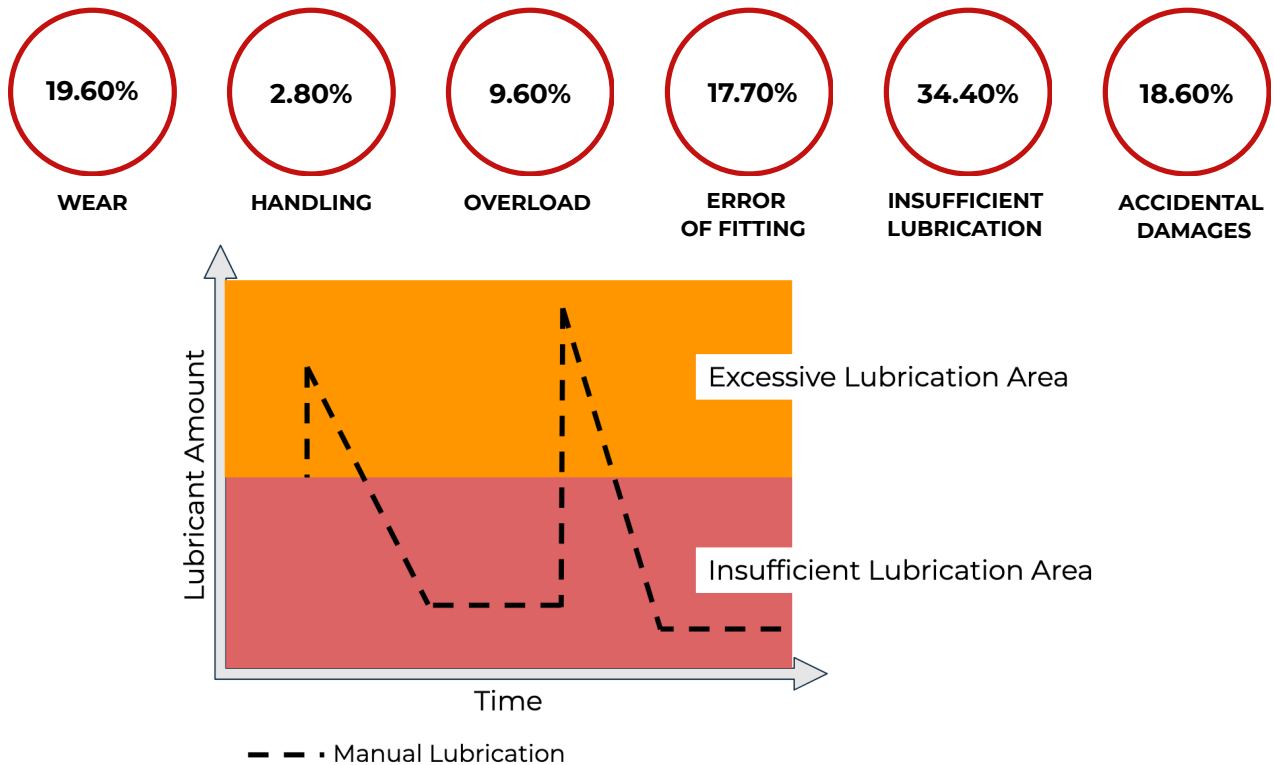 19.60%
2.80%
9.60%
17.70%
34.40%
18.60%
WEAR
HANDLING
OVERLOAD
ERROR
OF FITTING
INSUFFICIENT
LUBRICATION
ACCIDENTAL
DAMAGES
Lubricant Amount
Excessive Lubrication Area
Insufficient Lubrication Area
Time
Manual Lubrication